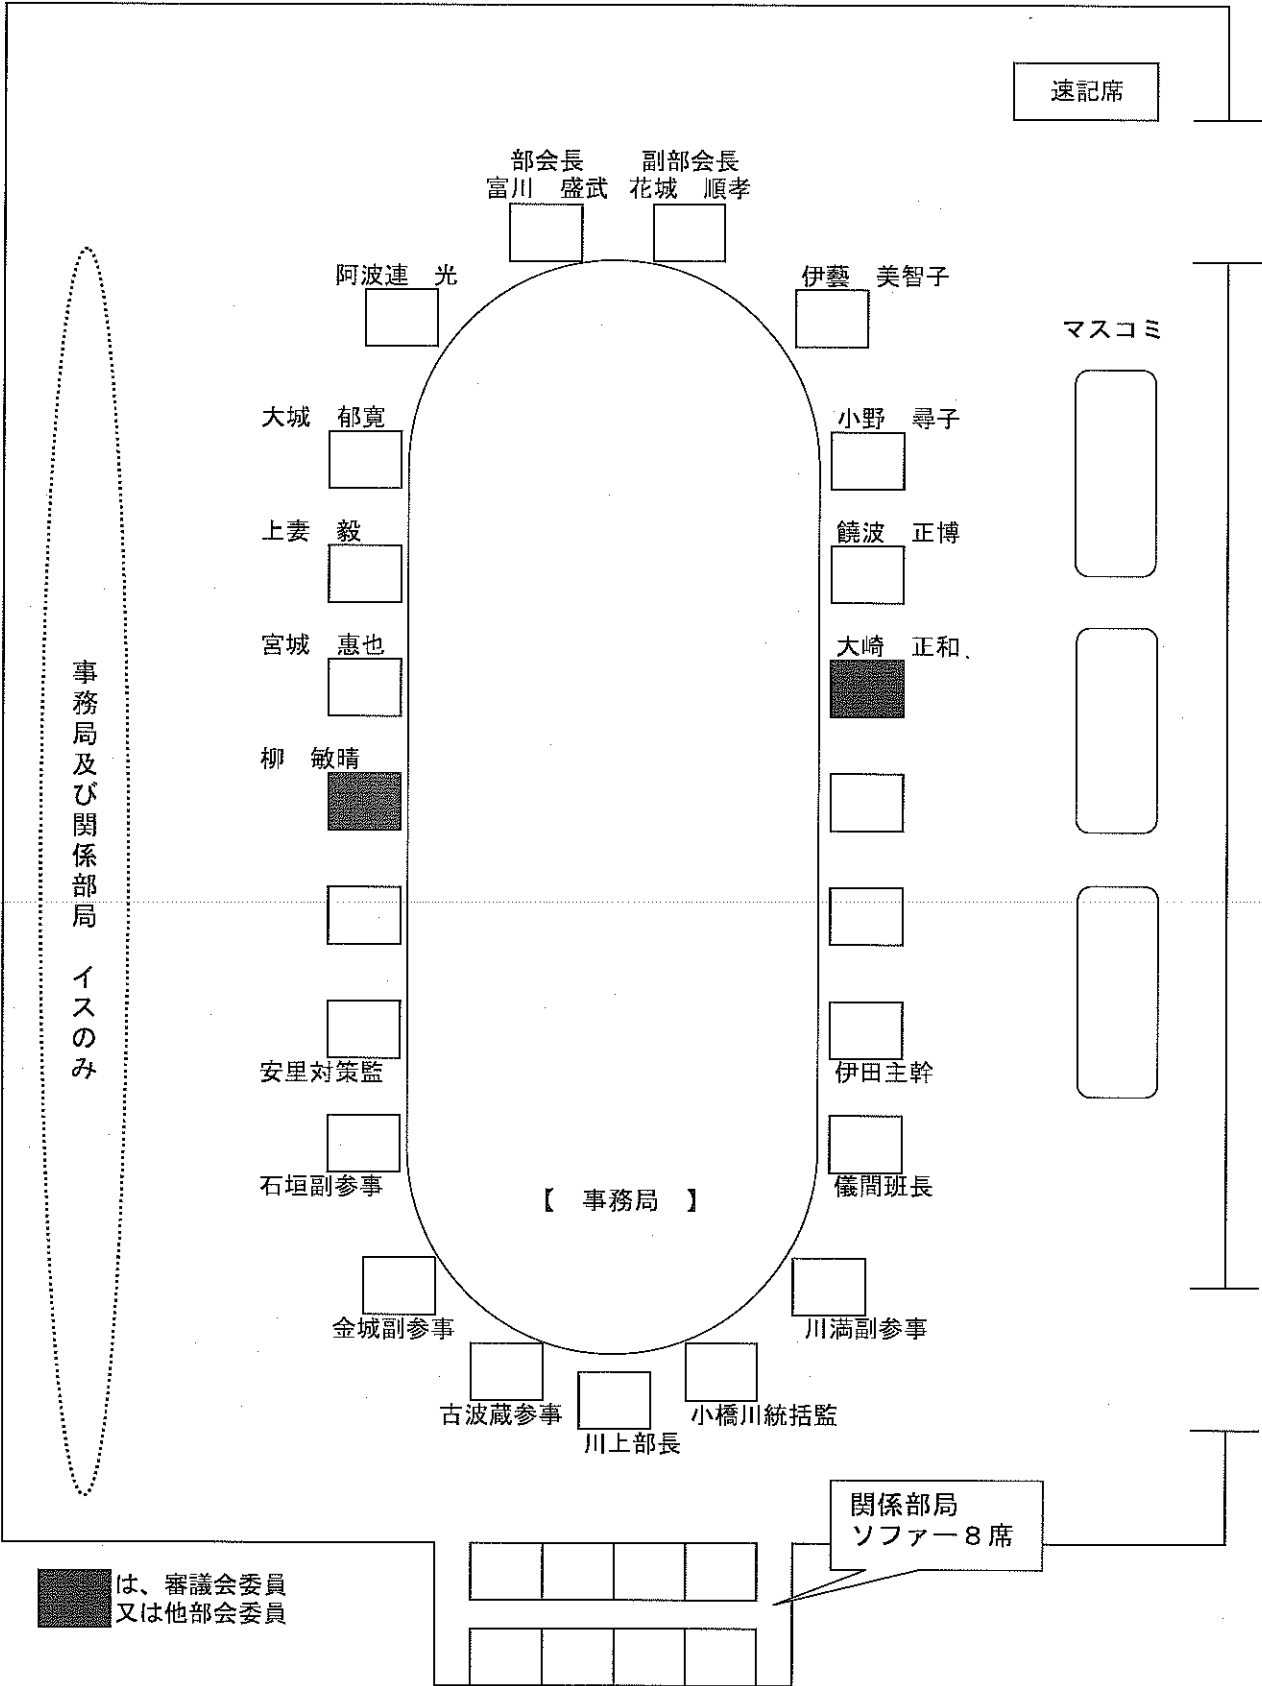 速記席
部会長　副部会長
富川　盛武　花城　順孝
阿波連　光
伊藝　美智子
マスコミ
大城　郁寛
小野　尋子
上妻　毅
饒波　正博
宮城　惠也
大崎　正和
柳　敏晴
事務局及び関係部局　イスのみ
安里対策監
伊田主幹
石垣副参事
儀間班長
【　事務局　】
金城副参事
川満副参事
古波蔵参事
小橋川統括監
川上部長
関係部局
ソファー８席
は、審議会委員
又は他部会委員